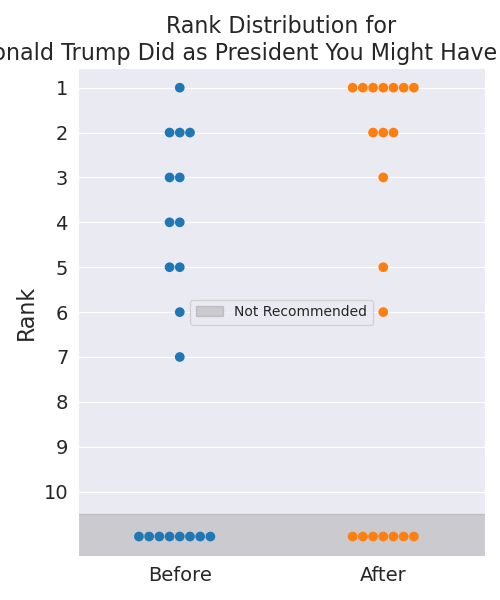 Rank Distribution for
onald Trump Did as President You Might Have
1
2
3
4
5
6
7
8
9
10
Rank
Not Recommended
Before
After